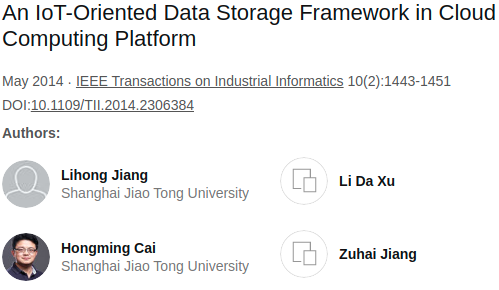 An IoT-Oriented Data Storage Framework in Cloud
Computing Platform
May 2014 · IEEE Transactions on Industrial Informatics 10(2):1443-1451
DOI:10.1109/TII.2014.2306384
Authors:
Lihong Jiang
Shanghai Jiao Tong University
Li Da Xu
Hongming Cai
Shanghai Jiao Tong University
Zuhai Jiang